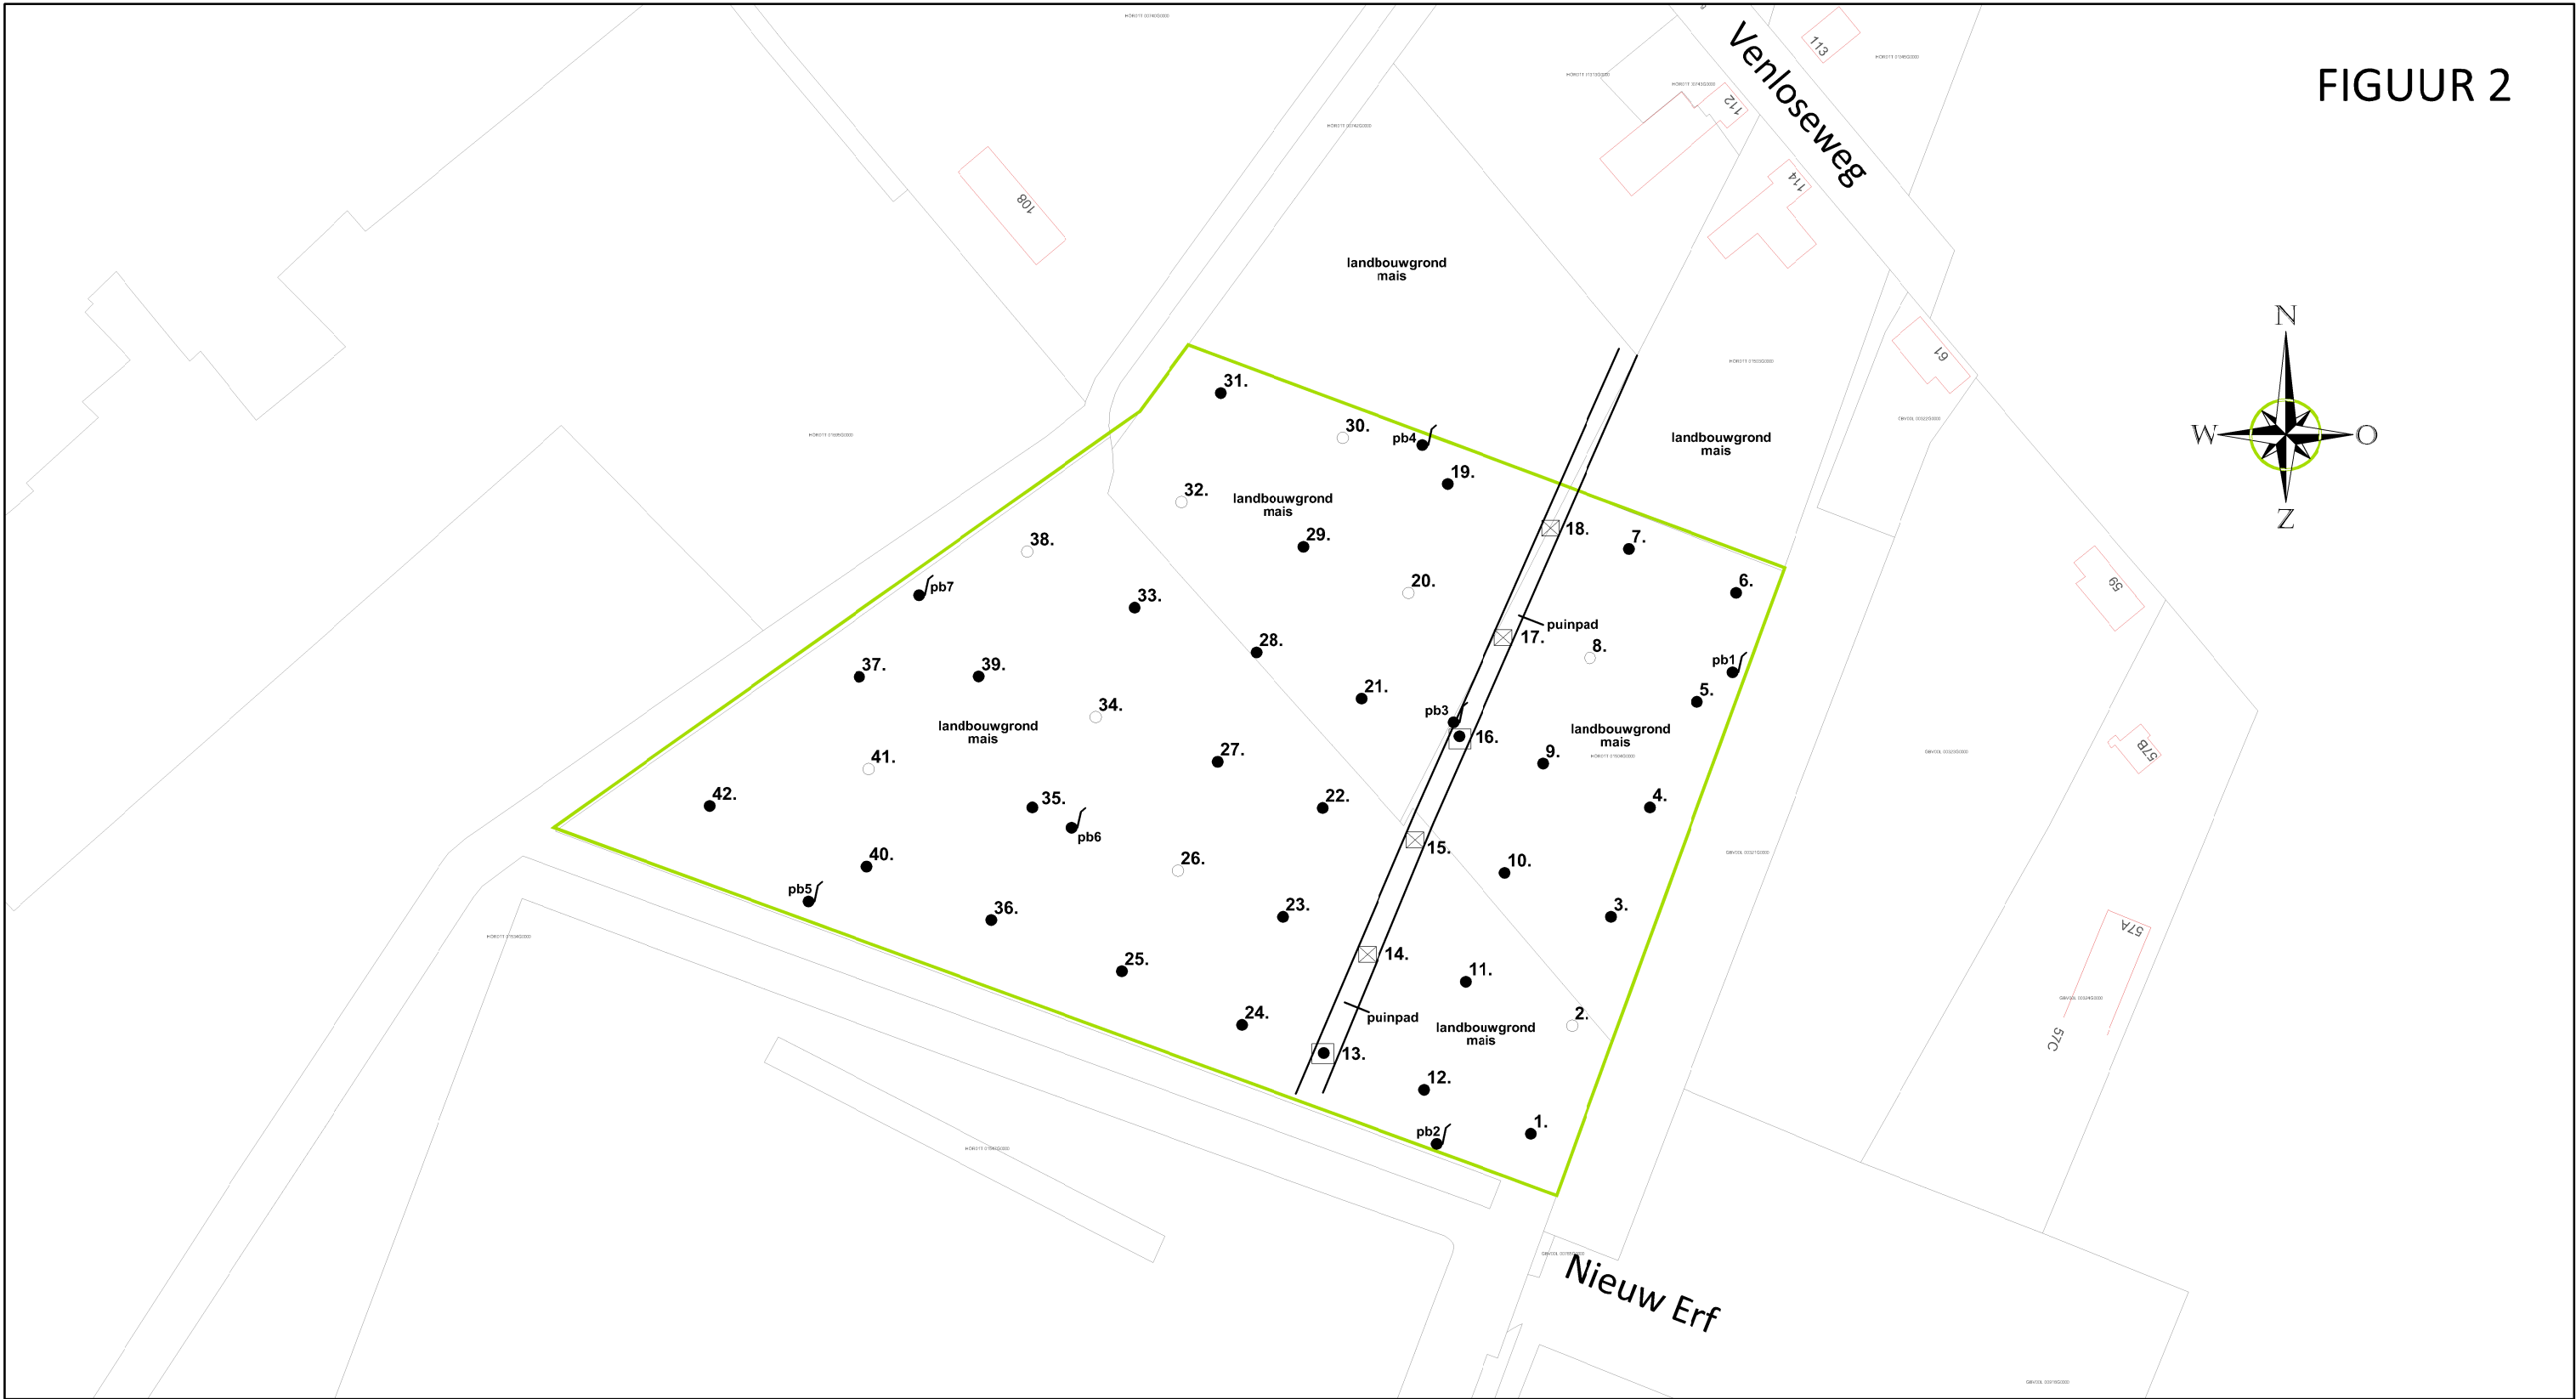 FIGUUR 2
Venloseweg
113
112
114
108
61
59
57B
57A
57C
N
W
O
Z
landbouwgrond
mais
landbouwgrond
mais
31.
30.
pb4
19.
32.
landbouwgrond
mais
29.
18.
7.
38.
20.
6.
pb7
33.
17.
puinpad
8.
28.
pb1
37.
39.
21.
5.
34.
pb3
16.
landbouwgrond
mais
landbouwgrond
mais
27.
9.
41.
42.
35.
pb6
22.
4.
15.
40.
26.
10.
pb5
36.
23.
3.
14.
25.
11.
24.
puinpad
landbouwgrond
mais
2.
13.
12.
pb2
1.
Nieuw Erf